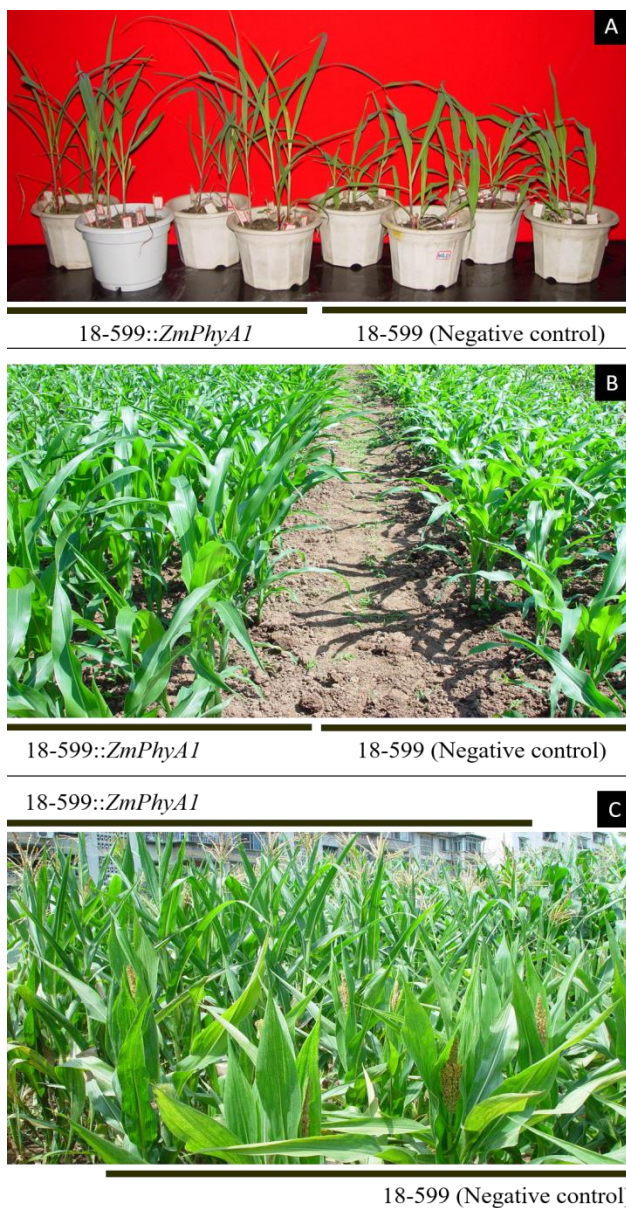 A
18-599::ZmPhyA1 18-599 (Negative control)
B
18-599::ZmPhyA1 18-599 (Negative control)
18-599::ZmPhyA1
C
18-599 (Negative control)